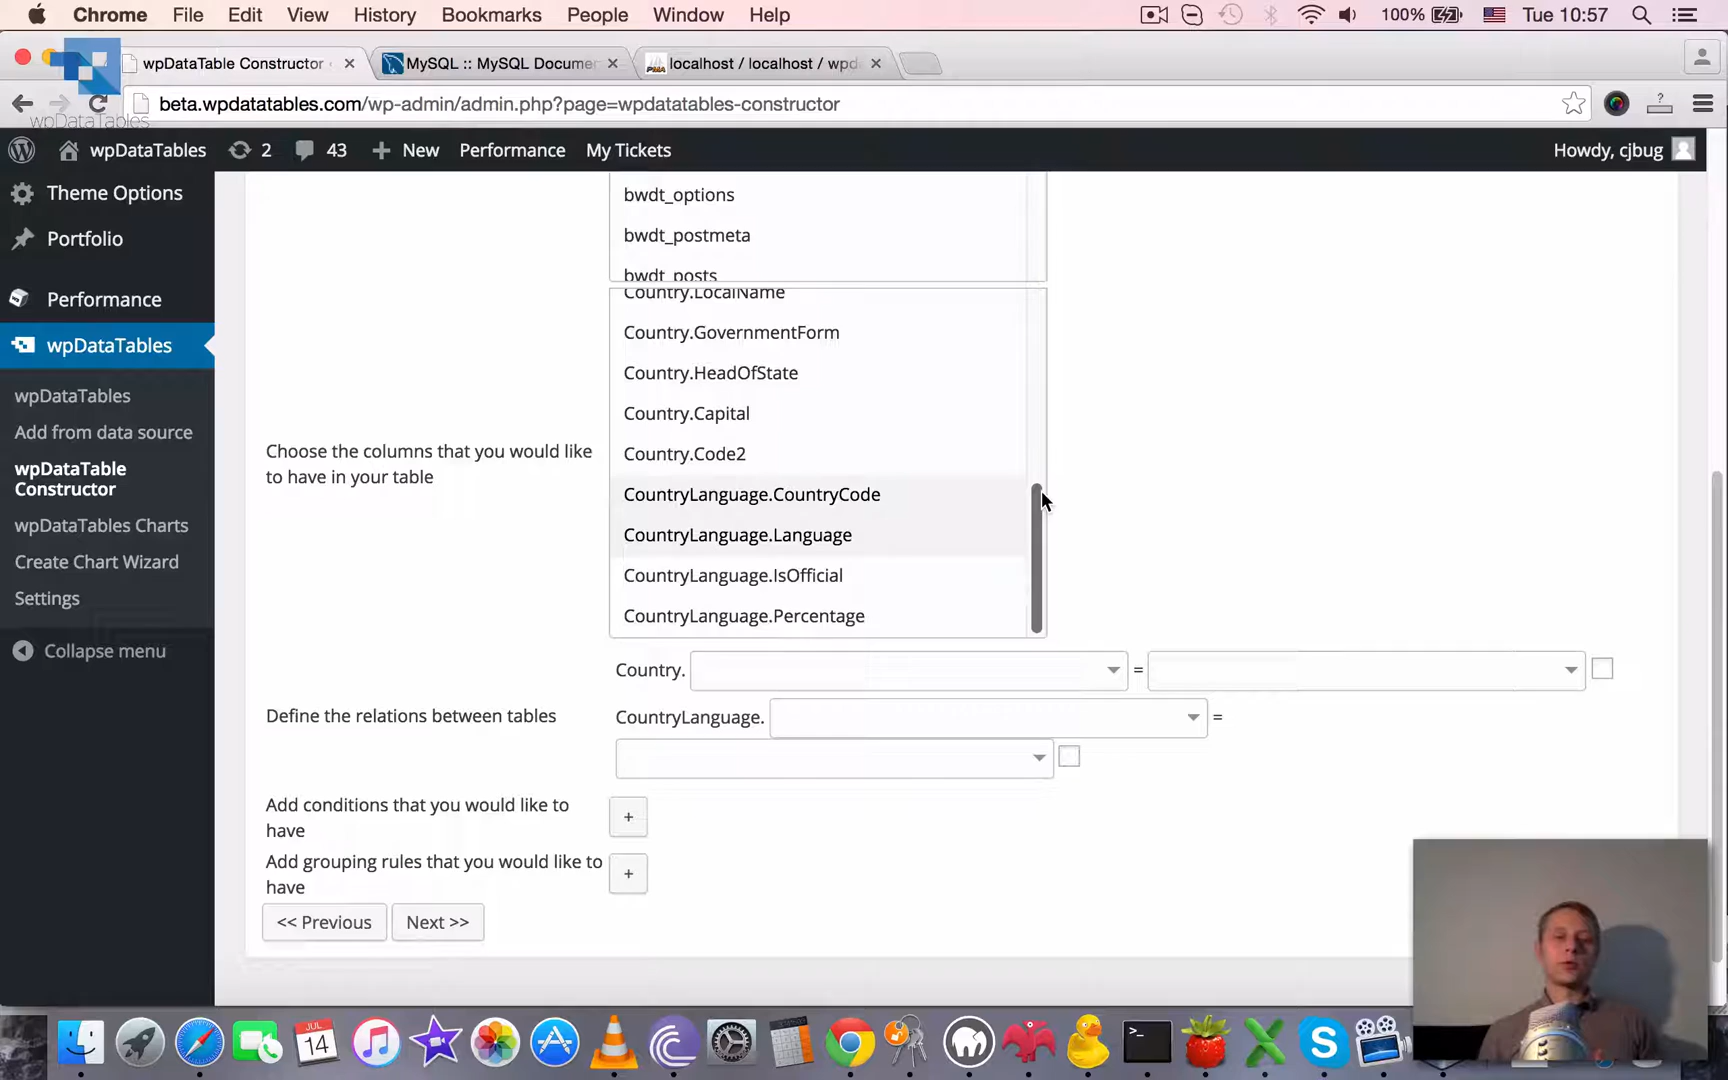 Chrome File Edit View History Bookmarks People Window Help 100% Tue 10:57
wpDataTable Constructor MySQL :: MySQL Docume localhost / localhost / wpd
beta.wpdatatables.com/wp-admin/admin.php?page=wpdatatables-constructor
wpDataTables
wpDataTables 2 43 New Performance My Tickets Howdy, cjbug
Theme Options
Portfolio
Performance
wpDataTables
wpDataTables
Add from data source
wpDataTable
Constructor
wpDataTables Charts
Create Chart Wizard
Settings
Collapse menu
bwdt_options
bwdt_postmeta
bwdt_posts
Choose the columns that you would like
to have in your table
Country.LocalName
Country.GovernmentForm
Country.HeadOfState
Country.Capital
Country.Code2
CountryLanguage.CountryCode
CountryLanguage.Language
CountryLanguage.IsOfficial
CountryLanguage.Percentage
Define the relations between tables
Country. =
CountryLanguage. =
Add conditions that you would like to
have
+
Add grouping rules that you would like to
have
+
<< Previous Next >>
JUL
14